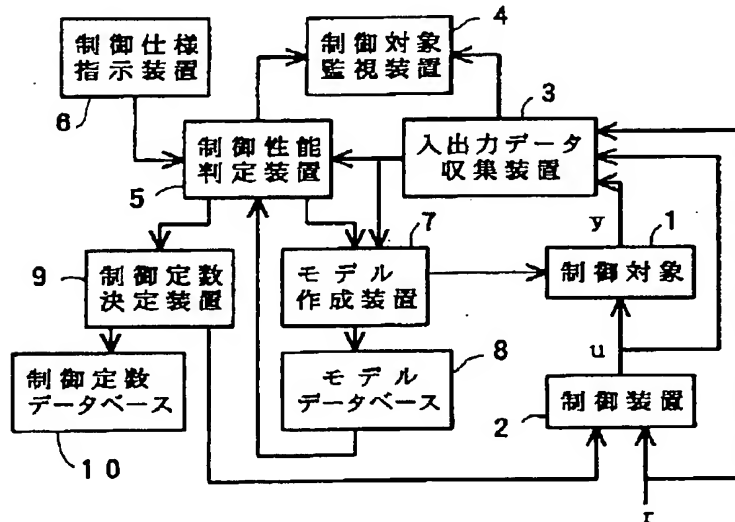 制御仕様
指示装置
6
制御対象
監視装置
4
制御性能
判定装置
5
入出力データ
収集装置
3
y
9
制御定数
決定装置
モデル
作成装置
7
制御対象
1
u
制御定数
データベース
10
モデル
データベース
8
制御装置
2
r